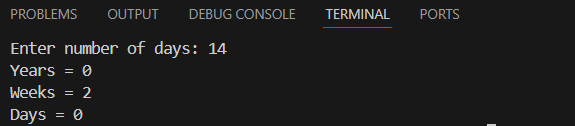 PROBLEMS OUTPUT DEBUG CONSOLE TERMINAL PORTS
Enter number of days: 14
Years = 0
Weeks = 2
Days = 0